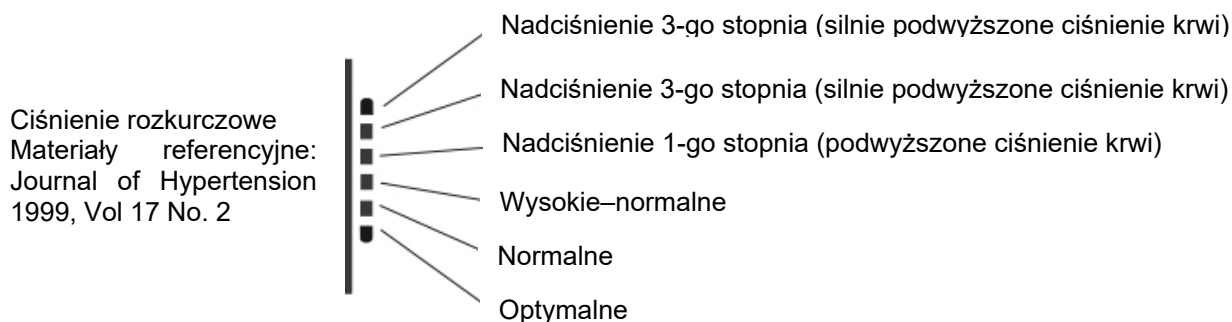 Nadciśnienie 3-go stopnia (silnie podwyższone ciśnienie krwi)
Nadciśnienie 3-go stopnia (silnie podwyższone ciśnienie krwi)
Nadciśnienie 1-go stopnia (podwyższone ciśnienie krwi)
Wysokie–normalne
Normalne
Optymalne
Ciśnienie rozkurczowe
Materiały referencyjne:
Journal of Hypertension
1999, Vol 17 No. 2